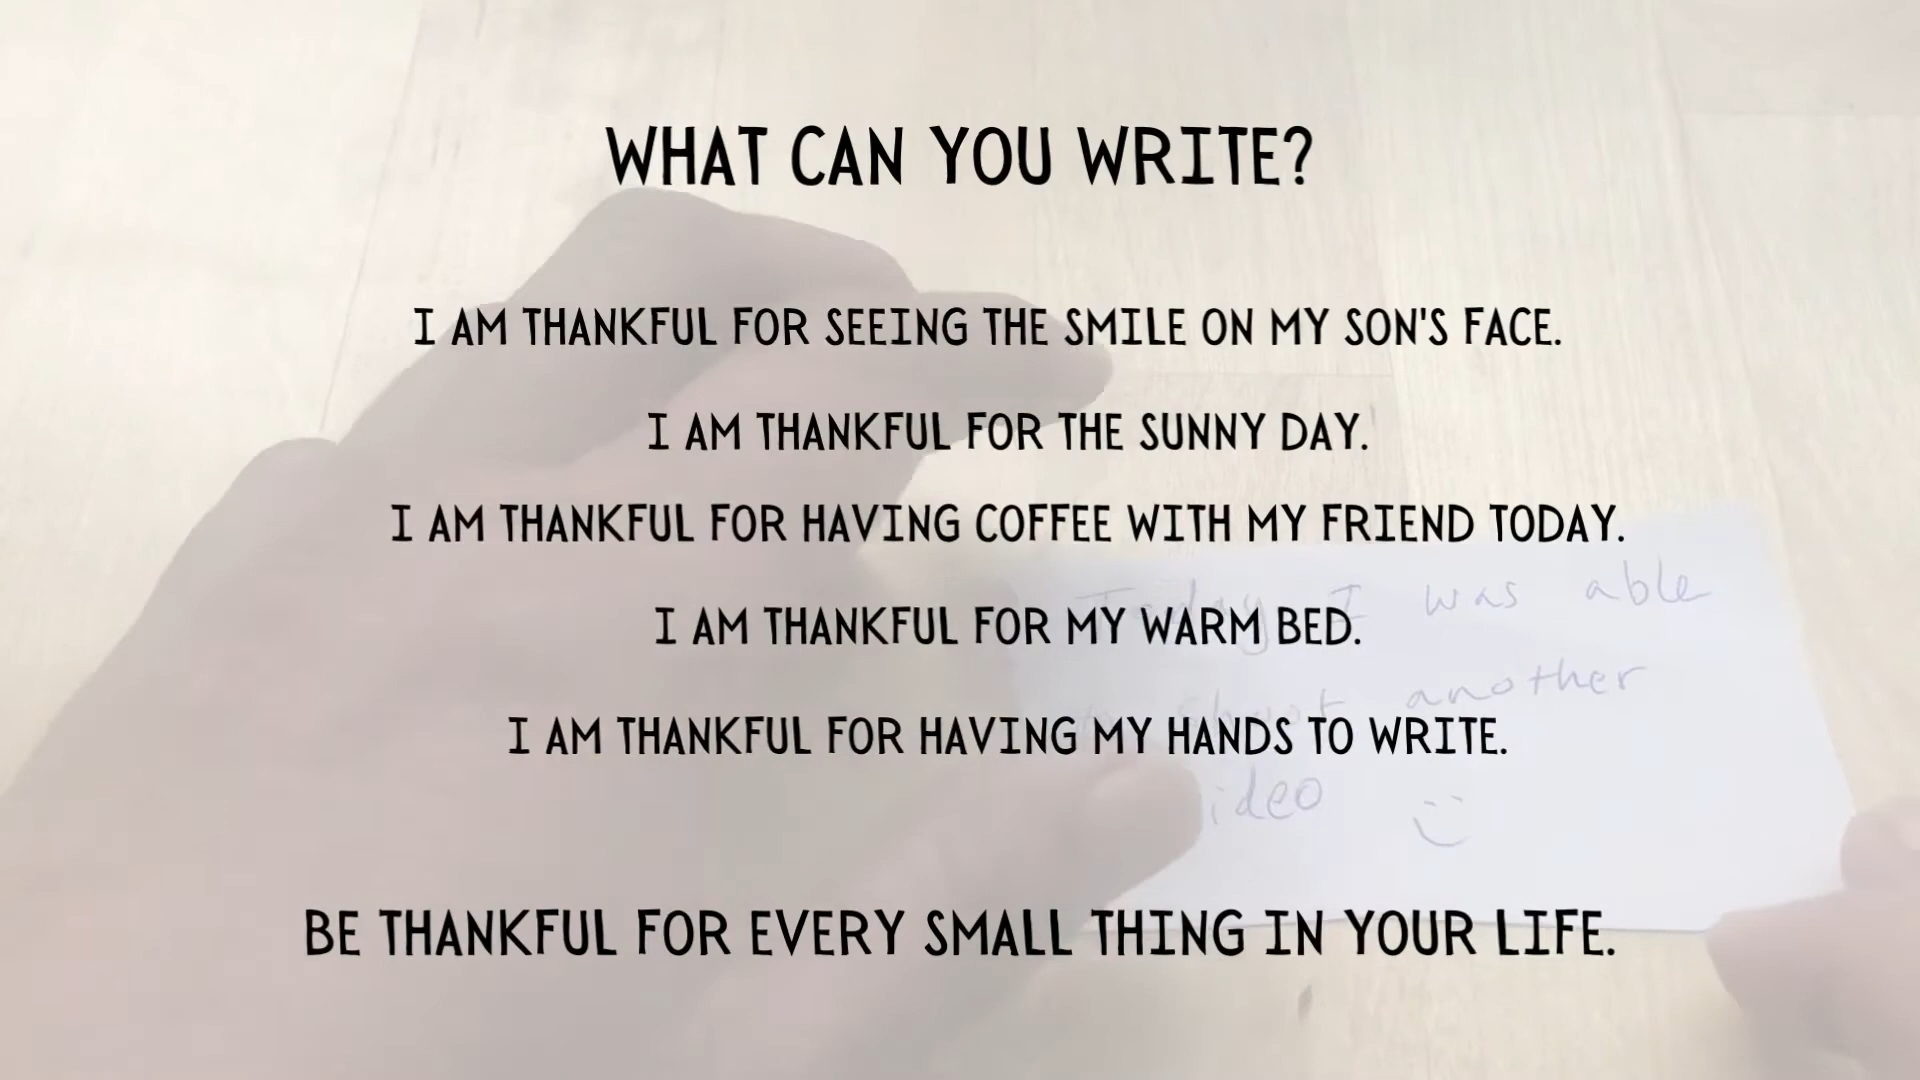 WHAT CAN YOU WRITE?
I AM THANKFUL FOR SEEING THE SMILE ON MY SON'S FACE.
I AM THANKFUL FOR THE SUNNY DAY.
I AM THANKFUL FOR HAVING COFFEE WITH MY FRIEND TODAY.
I AM THANKFUL FOR MY WARM BED.
I AM THANKFUL FOR HAVING MY HANDS TO WRITE.
BE THANKFUL FOR EVERY SMALL THING IN YOUR LIFE.
Today I was able
shoot another
ideo